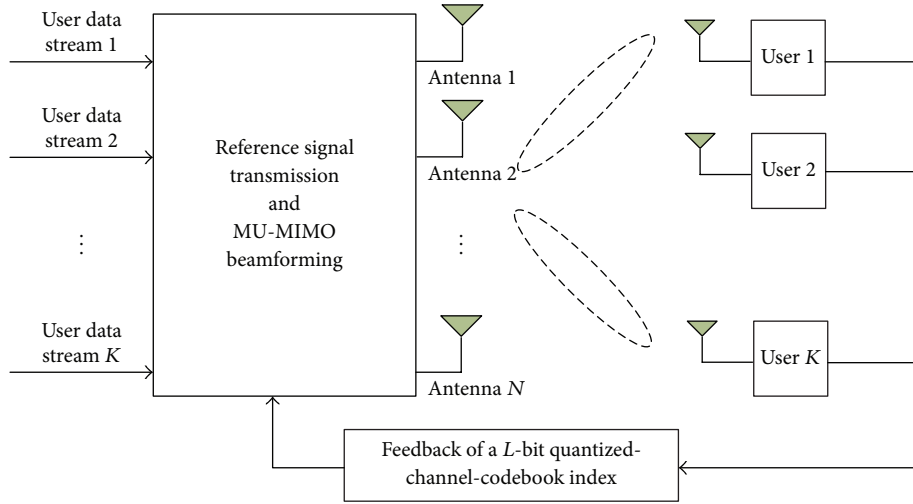 User data
stream 1
User data
stream 2
⋮
User data
stream K
Reference signal
transmission
and
MU-MIMO
beamforming
Antenna 1
Antenna 2
⋮
Antenna N
User 1
User 2
User K
Feedback of a L-bit quantized-
channel-codebook index